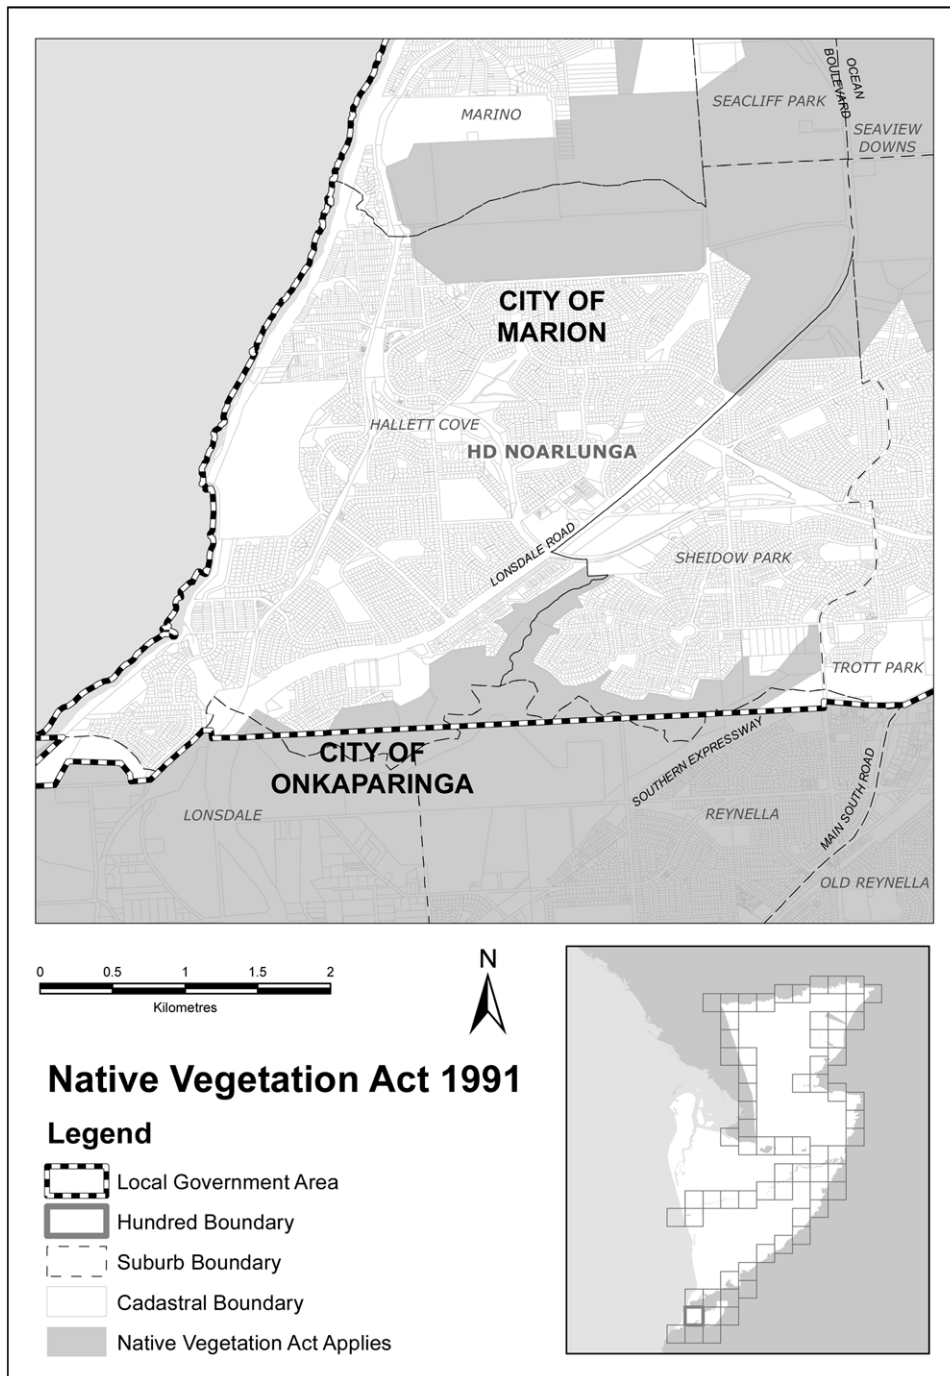 MARINO
SEACLIFF PARK
OCEAN
BOULEVARD
SEAVIEW
DOWNS
CITY OF
MARION
HALLETT COVE
HD NOARLUNGA
LONSDALE ROAD
SHEIDOW PARK
TROTT PARK
CITY OF
ONKAPARINGA
SOUTHERN EXPRESSWAY
LONSDALE
REYNELLA
MAIN SOUTH ROAD
OLD REYNELLA
0 0.5 1 1.5 2
Kilometres
N
Native Vegetation Act 1991
Legend
Local Government Area
Hundred Boundary
Suburb Boundary
Cadastral Boundary
Native Vegetation Act Applies